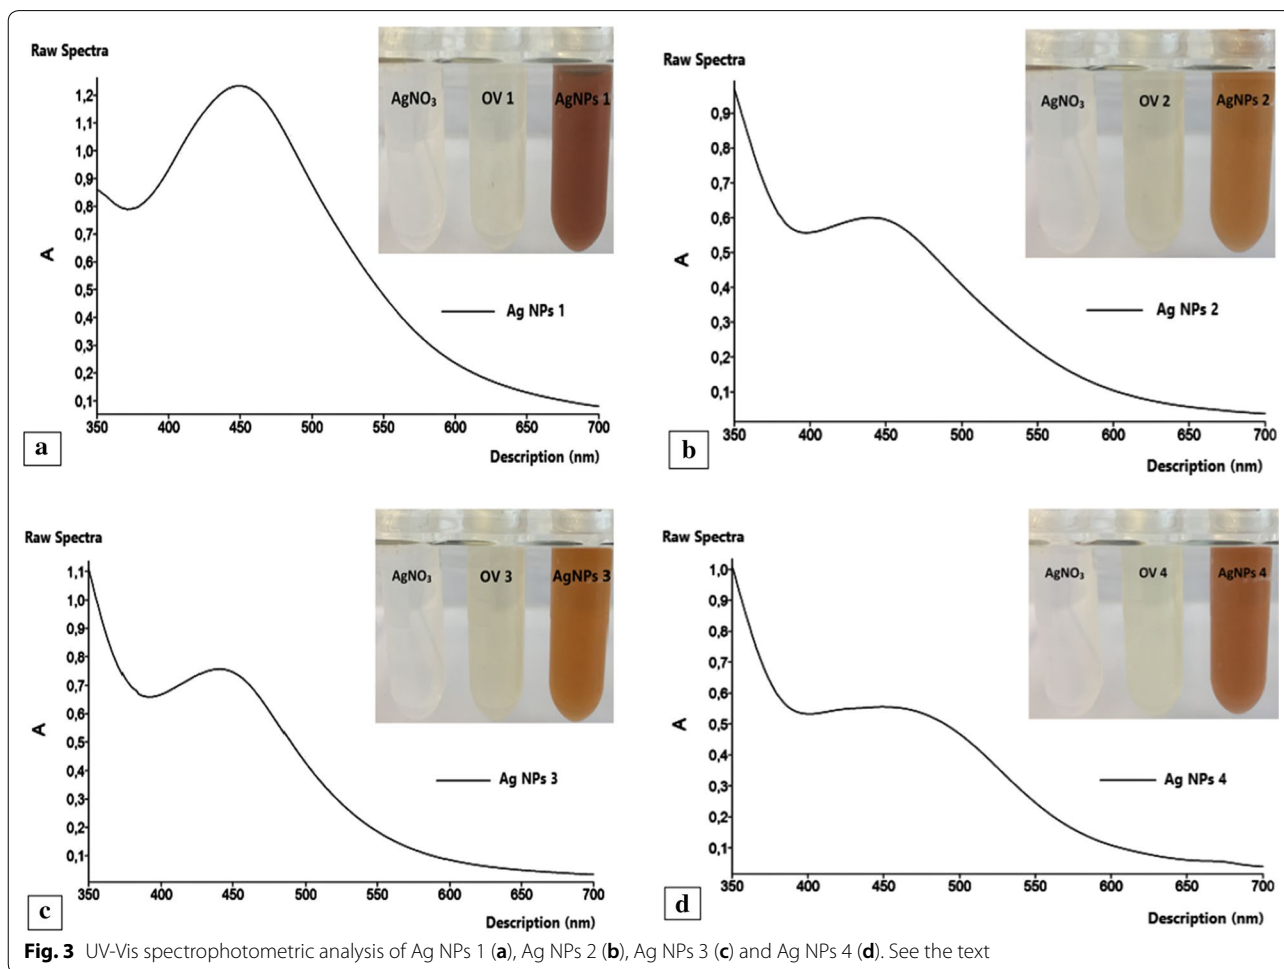 Raw Spectra
AgNO₃ OV 1 AgNPs 1
1,2
1,1
1,0
0,9
0,8
0,7
A
0,6
0,5
0,4
0,3
0,2
0,1
Ag NPs 1
350 400 450 500 550 600 650 700
a
Description (nm)
Raw Spectra
AgNO₃ OV 2 AgNPs 2
0,9
0,8
0,7
0,6
A
0,5
0,4
0,3
0,2
0,1
Ag NPs 2
350 400 450 500 550 600 650 700
b
Description (nm)
Raw Spectra
AgNO₃ OV 3 AgNPs 3
1,1
1,0
0,9
0,8
0,7
0,6
A
0,5
0,4
0,3
0,2
0,1
Ag NPs 3
350 400 450 500 550 600 650 700
c
Description (nm)
Raw Spectra
AgNO₃ OV 4 AgNPs 4
1,0
0,9
0,8
0,7
0,6
A
0,5
0,4
0,3
0,2
0,1
Ag NPs 4
350 400 450 500 550 600 650 700
d
Description (nm)
Fig. 3 UV-Vis spectrophotometric analysis of Ag NPs 1 (a), Ag NPs 2 (b), Ag NPs 3 (c) and Ag NPs 4 (d). See the text